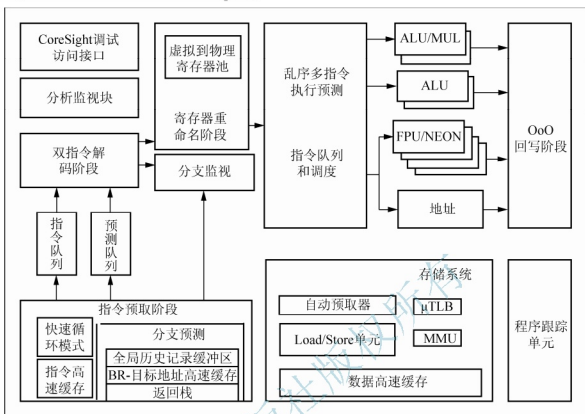 CoreSight调试
访问接口
分析监视块
双指令解
码阶段
虚拟到物理
寄存器池
寄存器重
命名阶段
分支监视
乱序多指令
执行预测
指令队列
和调度
ALU/MUL
ALU
FPU/NEON
地址
OoO
回写阶段
指令队列
预测队列
指令预取阶段
快速循
环模式
指令高
速缓存
分支预测
全局历史记录缓冲区
BR-目标地址高速缓存
返回栈
存储系统
自动预取器
μTLB
Load/Store单元
MMU
数据高速缓存
程序跟踪
单元
社版权所有